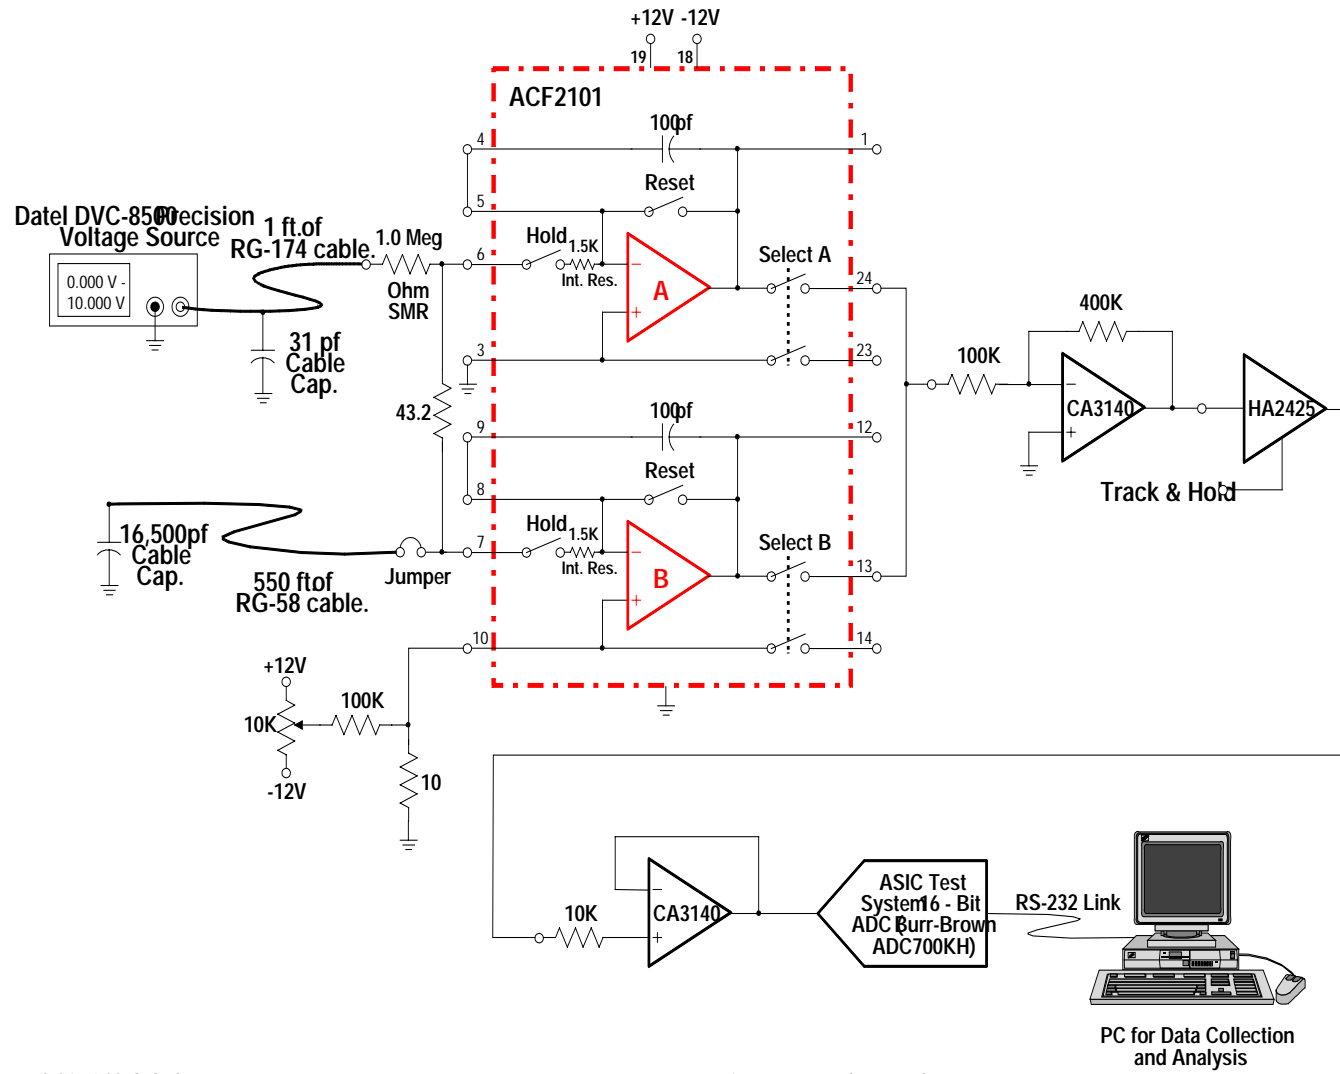 +12V -12V
19 18
ACF2101
100pf
4
1
Reset
5
Datel DVC-8500 Precision
Voltage Source
1 ft.of
RG-174 cable.
1.0 Meg
6
Hold
1.5K
Int. Res.
Select A
0.000 V -
10.000 V
Ohm
SMR
A
24
400K
31 pf
Cable
Cap.
3
23
100K
CA3140
HA2425
43.2
100pf
9
12
Reset
8
Track & Hold
16,500pf
Cable
Cap.
Hold
1.5K
7
Int. Res.
Select B
13
550 ft.of
RG-58 cable.
Jumper
B
10
14
+12V
100K
10K
-12V
10
ASIC Test
System 16 - Bit
ADC (Burr-Brown
ADC700KH)
RS-232 Link
10K
CA3140
PC for Data Collection
and Analysis